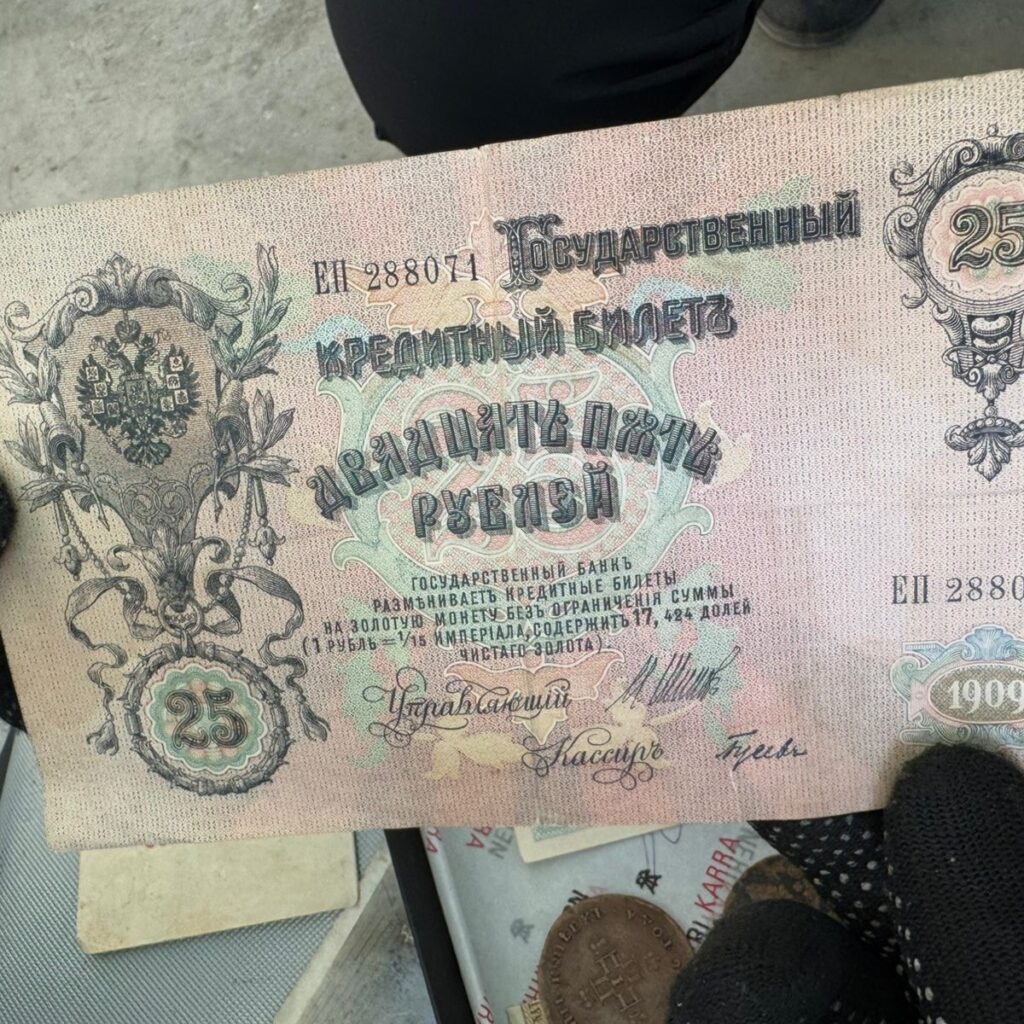 ЕП 288071
Государственный
25
Кредитный Билетъ
Двадцать пять
рублей
Государственный банкъ
размѣниваетъ кредитные билеты
на золотую монету безъ ограниченія суммы
(1 рубль = 1/15 имперіала, содержитъ 17, 424 долей
чистаго золота).
ЕП 2880
1909
25
Управляющій
Кассиръ
KARRA